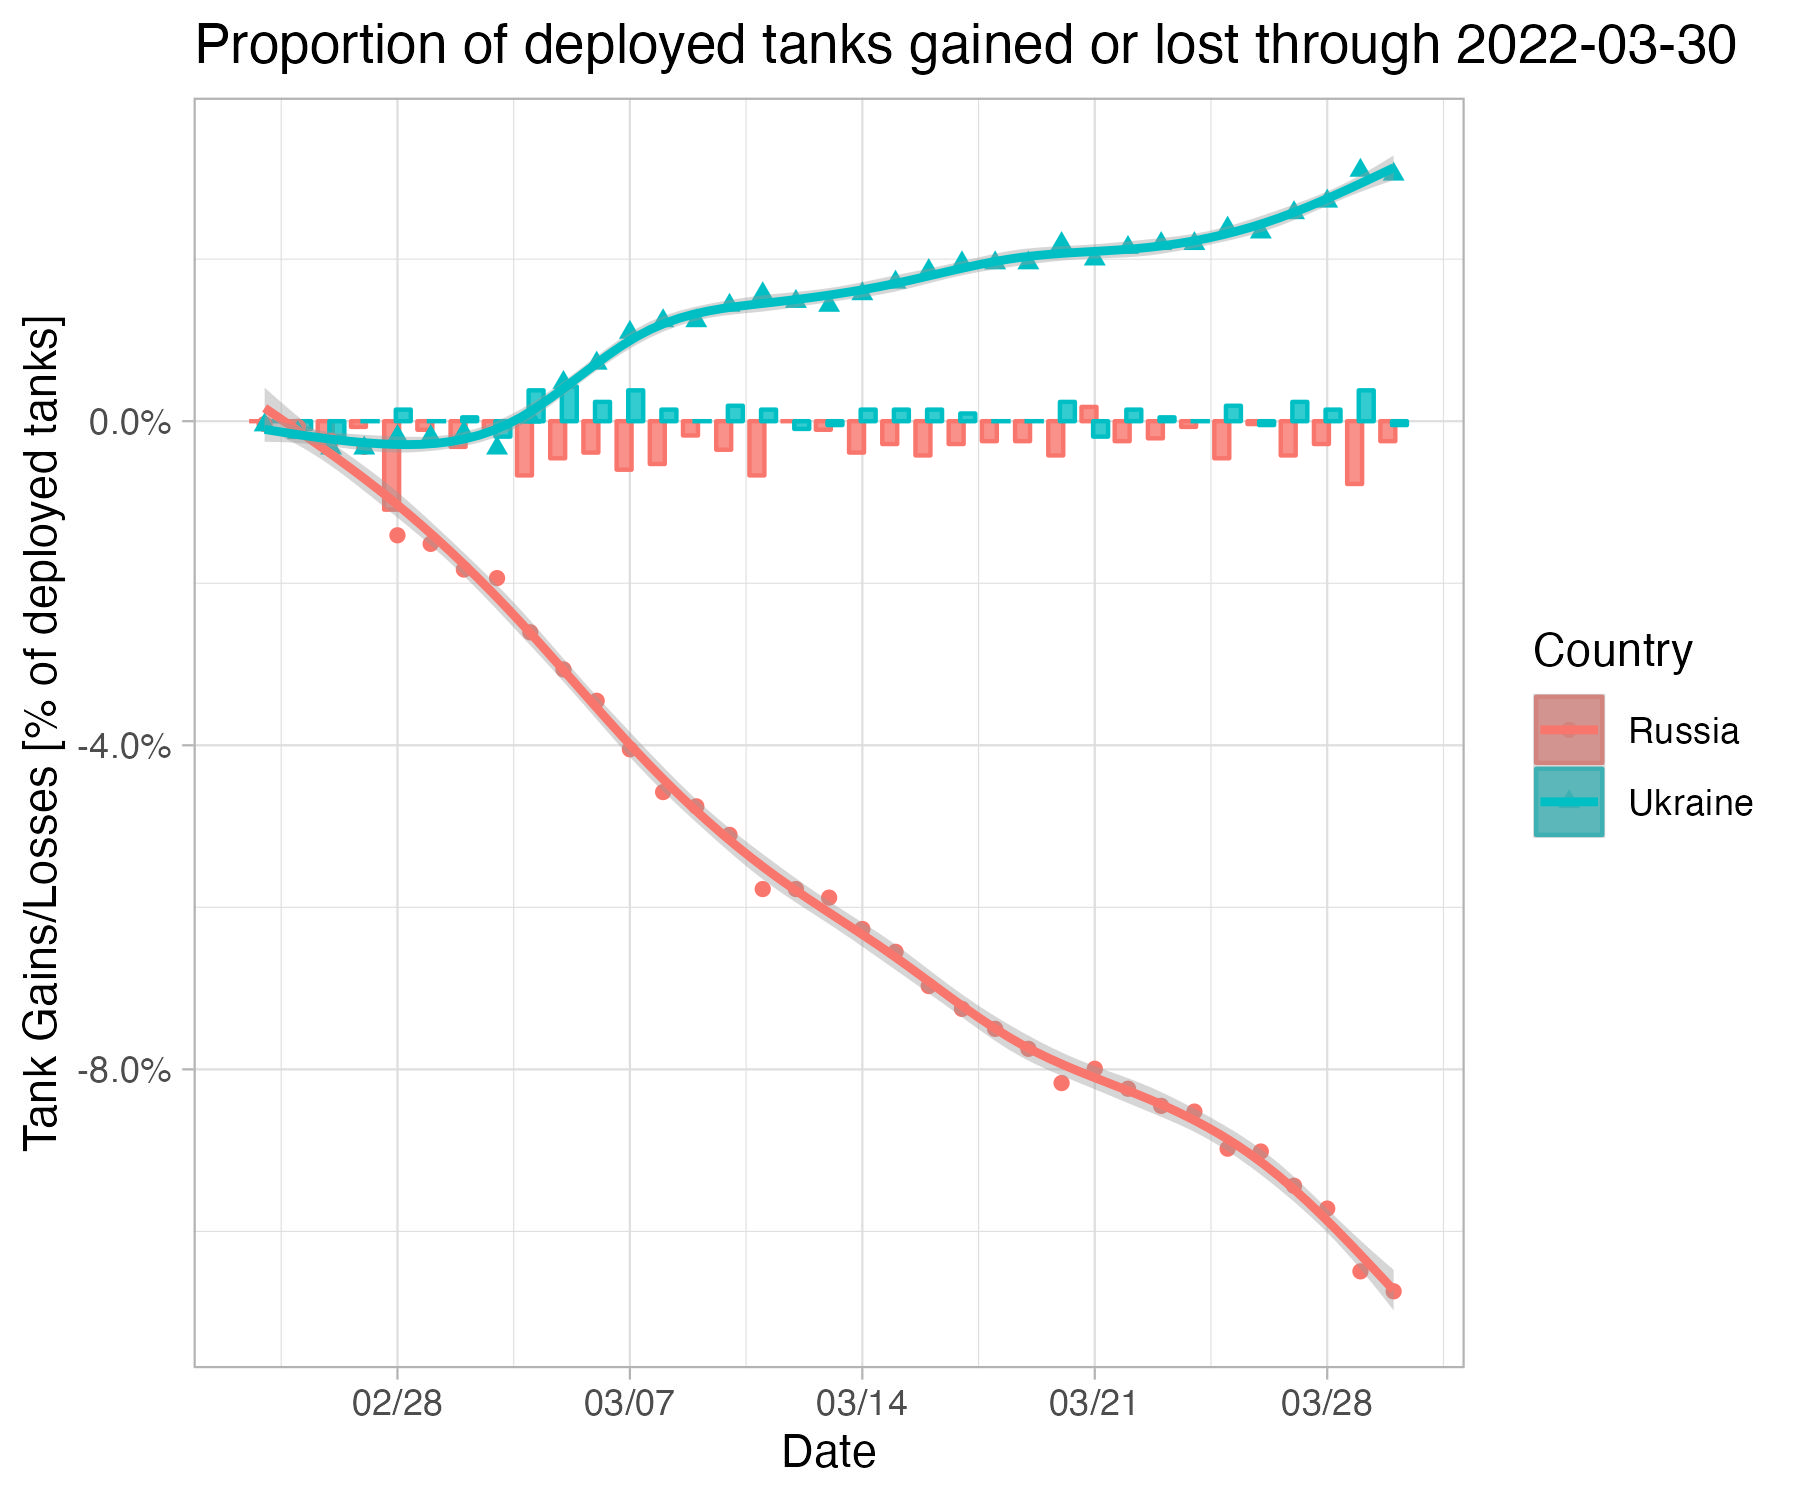 Proportion of deployed tanks gained or lost through 2022-03-30
Tank Gains/Losses [% of deployed tanks]
0.0%
-4.0%
-8.0%
02/28
03/07
03/14
03/21
03/28
Date
Country
Russia
Ukraine